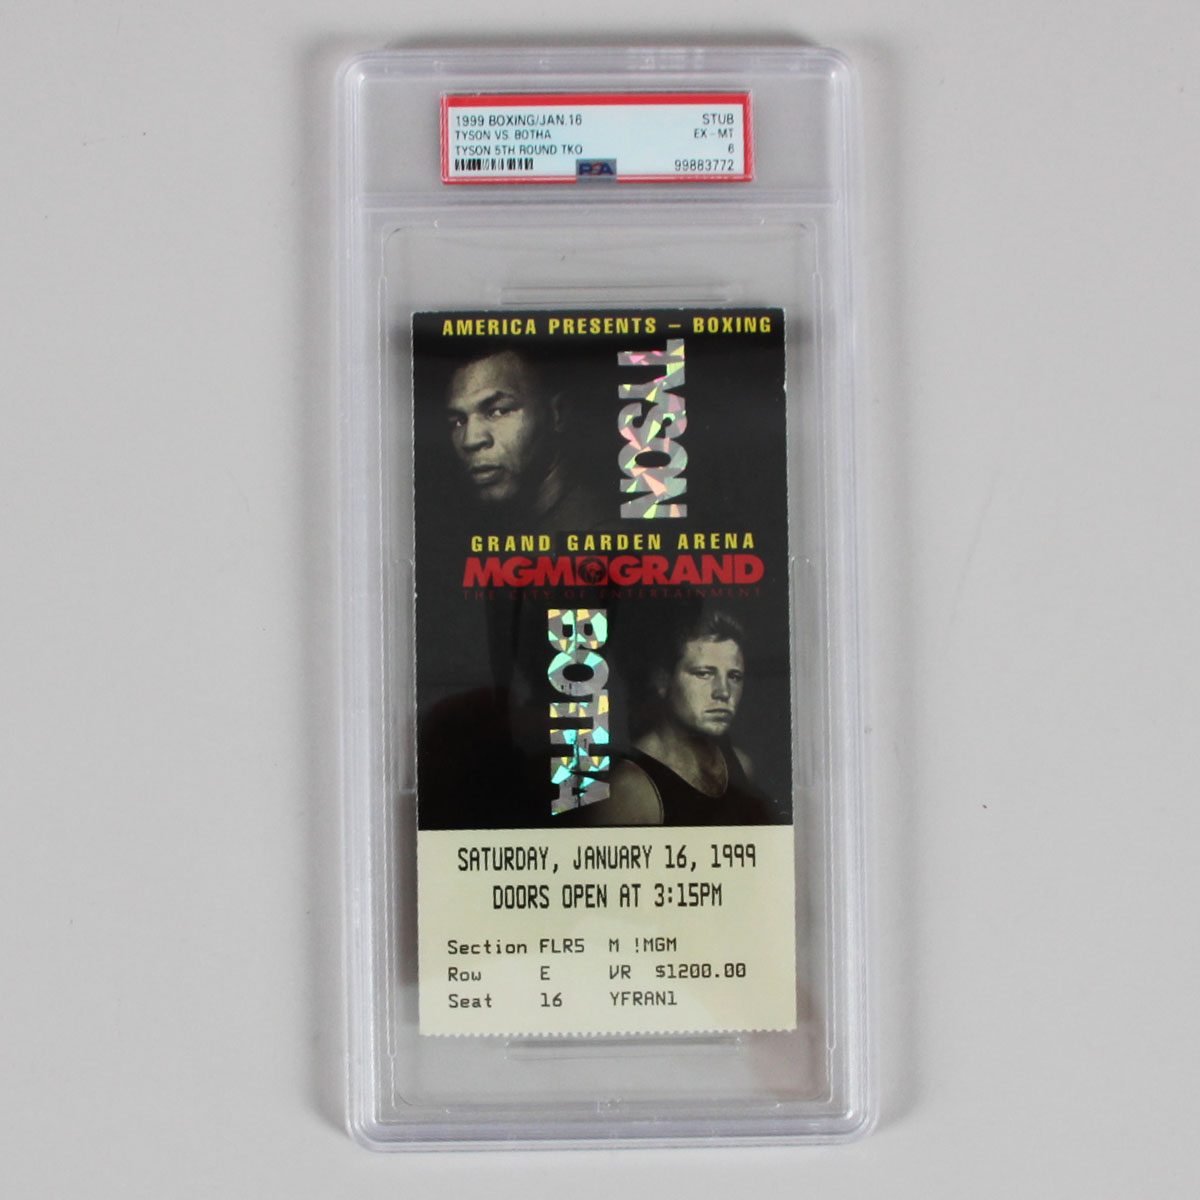 1999 BOXING/JAN.16 STUB
TYSON VS. BOTHA EX-MT
TYSON 5TH ROUND TKO 6
PSA 99883772
AMERICA PRESENTS - BOXING
TYSON
GRAND GARDEN ARENA
MGM GRAND
THE CITY OF ENTERTAINMENT
BOTHA
SATURDAY, JANUARY 16, 1999
DOORS OPEN AT 3:15PM
Section FLR5 M !MGM
Row E VR $1200.00
Seat 16 YFRAN1